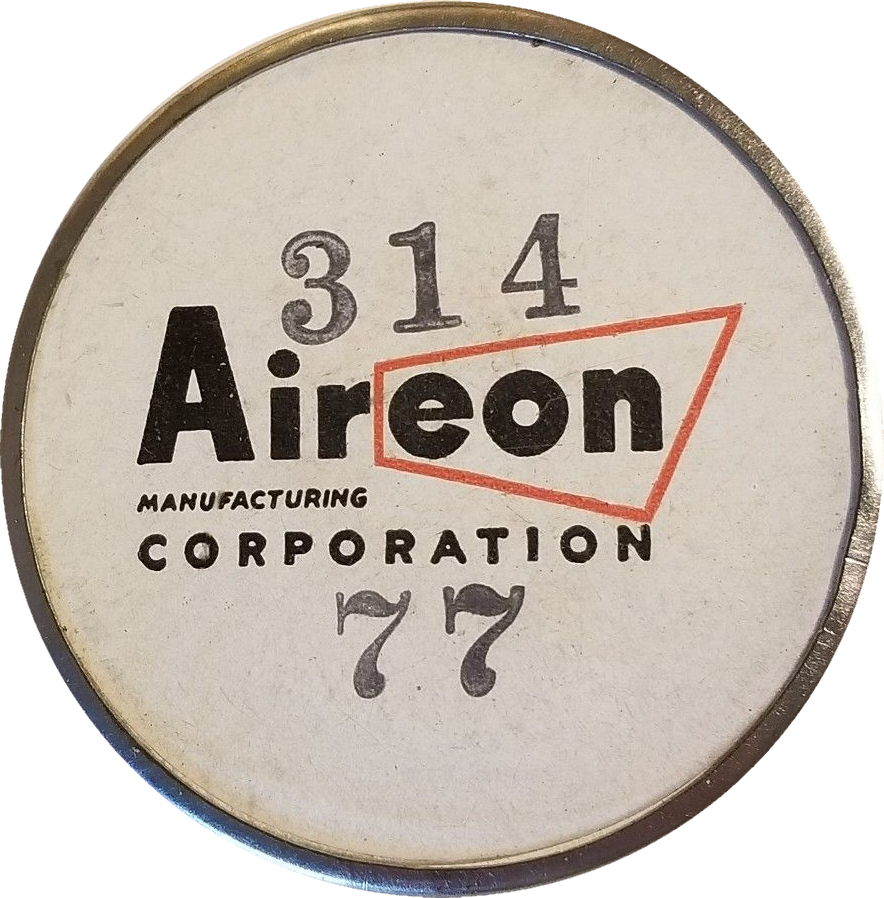 314
Aireon
MANUFACTURING
CORPORATION
77